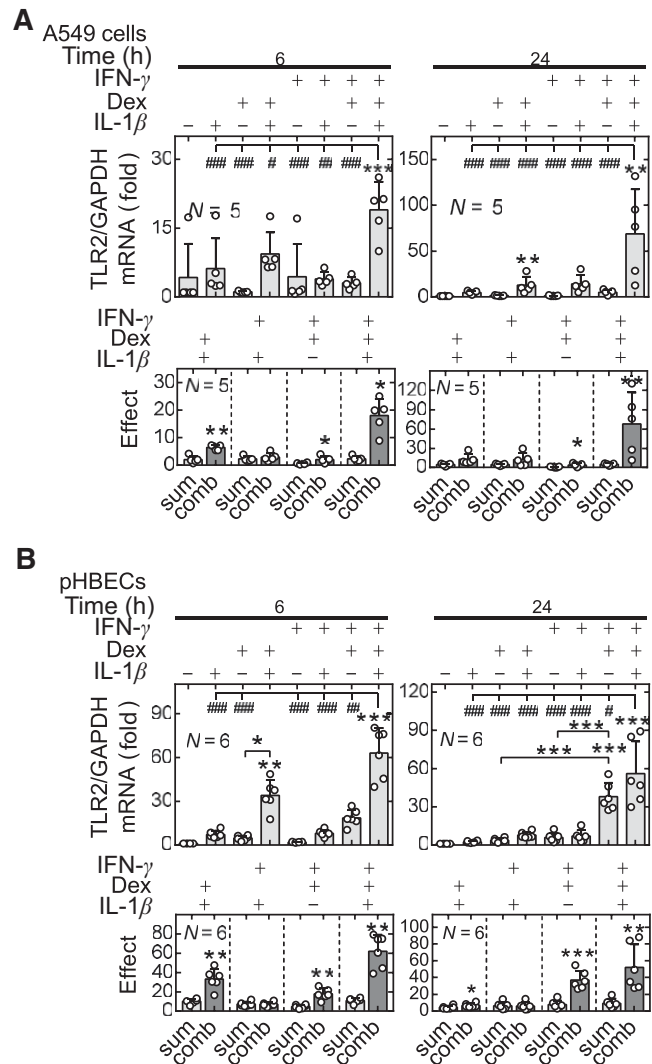 A
A549 cells
Time (h) 6 24
IFN-γ + + + + + + + +
Dex + + + + + + + +
IL-1β − + + + + − + + + +
TLR2/GAPDH
mRNA (fold)
30
15
0
### ### # ### ## ### ***
N = 5
150
100
50
0
### ### ### ### ### ### **
N = 5
**
IFN-γ + + + + + +
Dex + + + + + +
IL-1β + + − + + + − +
Effect
30
20
10
0
N = 5
** * *
120
90
60
30
0
N = 5
* **
sum comb sum comb sum comb sum comb
sum comb sum comb sum comb sum comb
B
pHBECs
Time (h) 6 24
IFN-γ + + + + + + + +
Dex + + + + + + + +
IL-1β − + + + + − + + + +
TLR2/GAPDH
mRNA (fold)
90
60
30
0
### ### ### ### ## ***
N = 6
* **
120
90
60
30
0
### ### ### ### ### # ***
N = 6
*** *** ***
IFN-γ + + + + + +
Dex + + + + + +
IL-1β + + − + + + − +
Effect
80
60
40
20
0
N = 6
** ** **
100
80
60
40
20
0
N = 6
* *** **
sum comb sum comb sum comb sum comb
sum comb sum comb sum comb sum comb